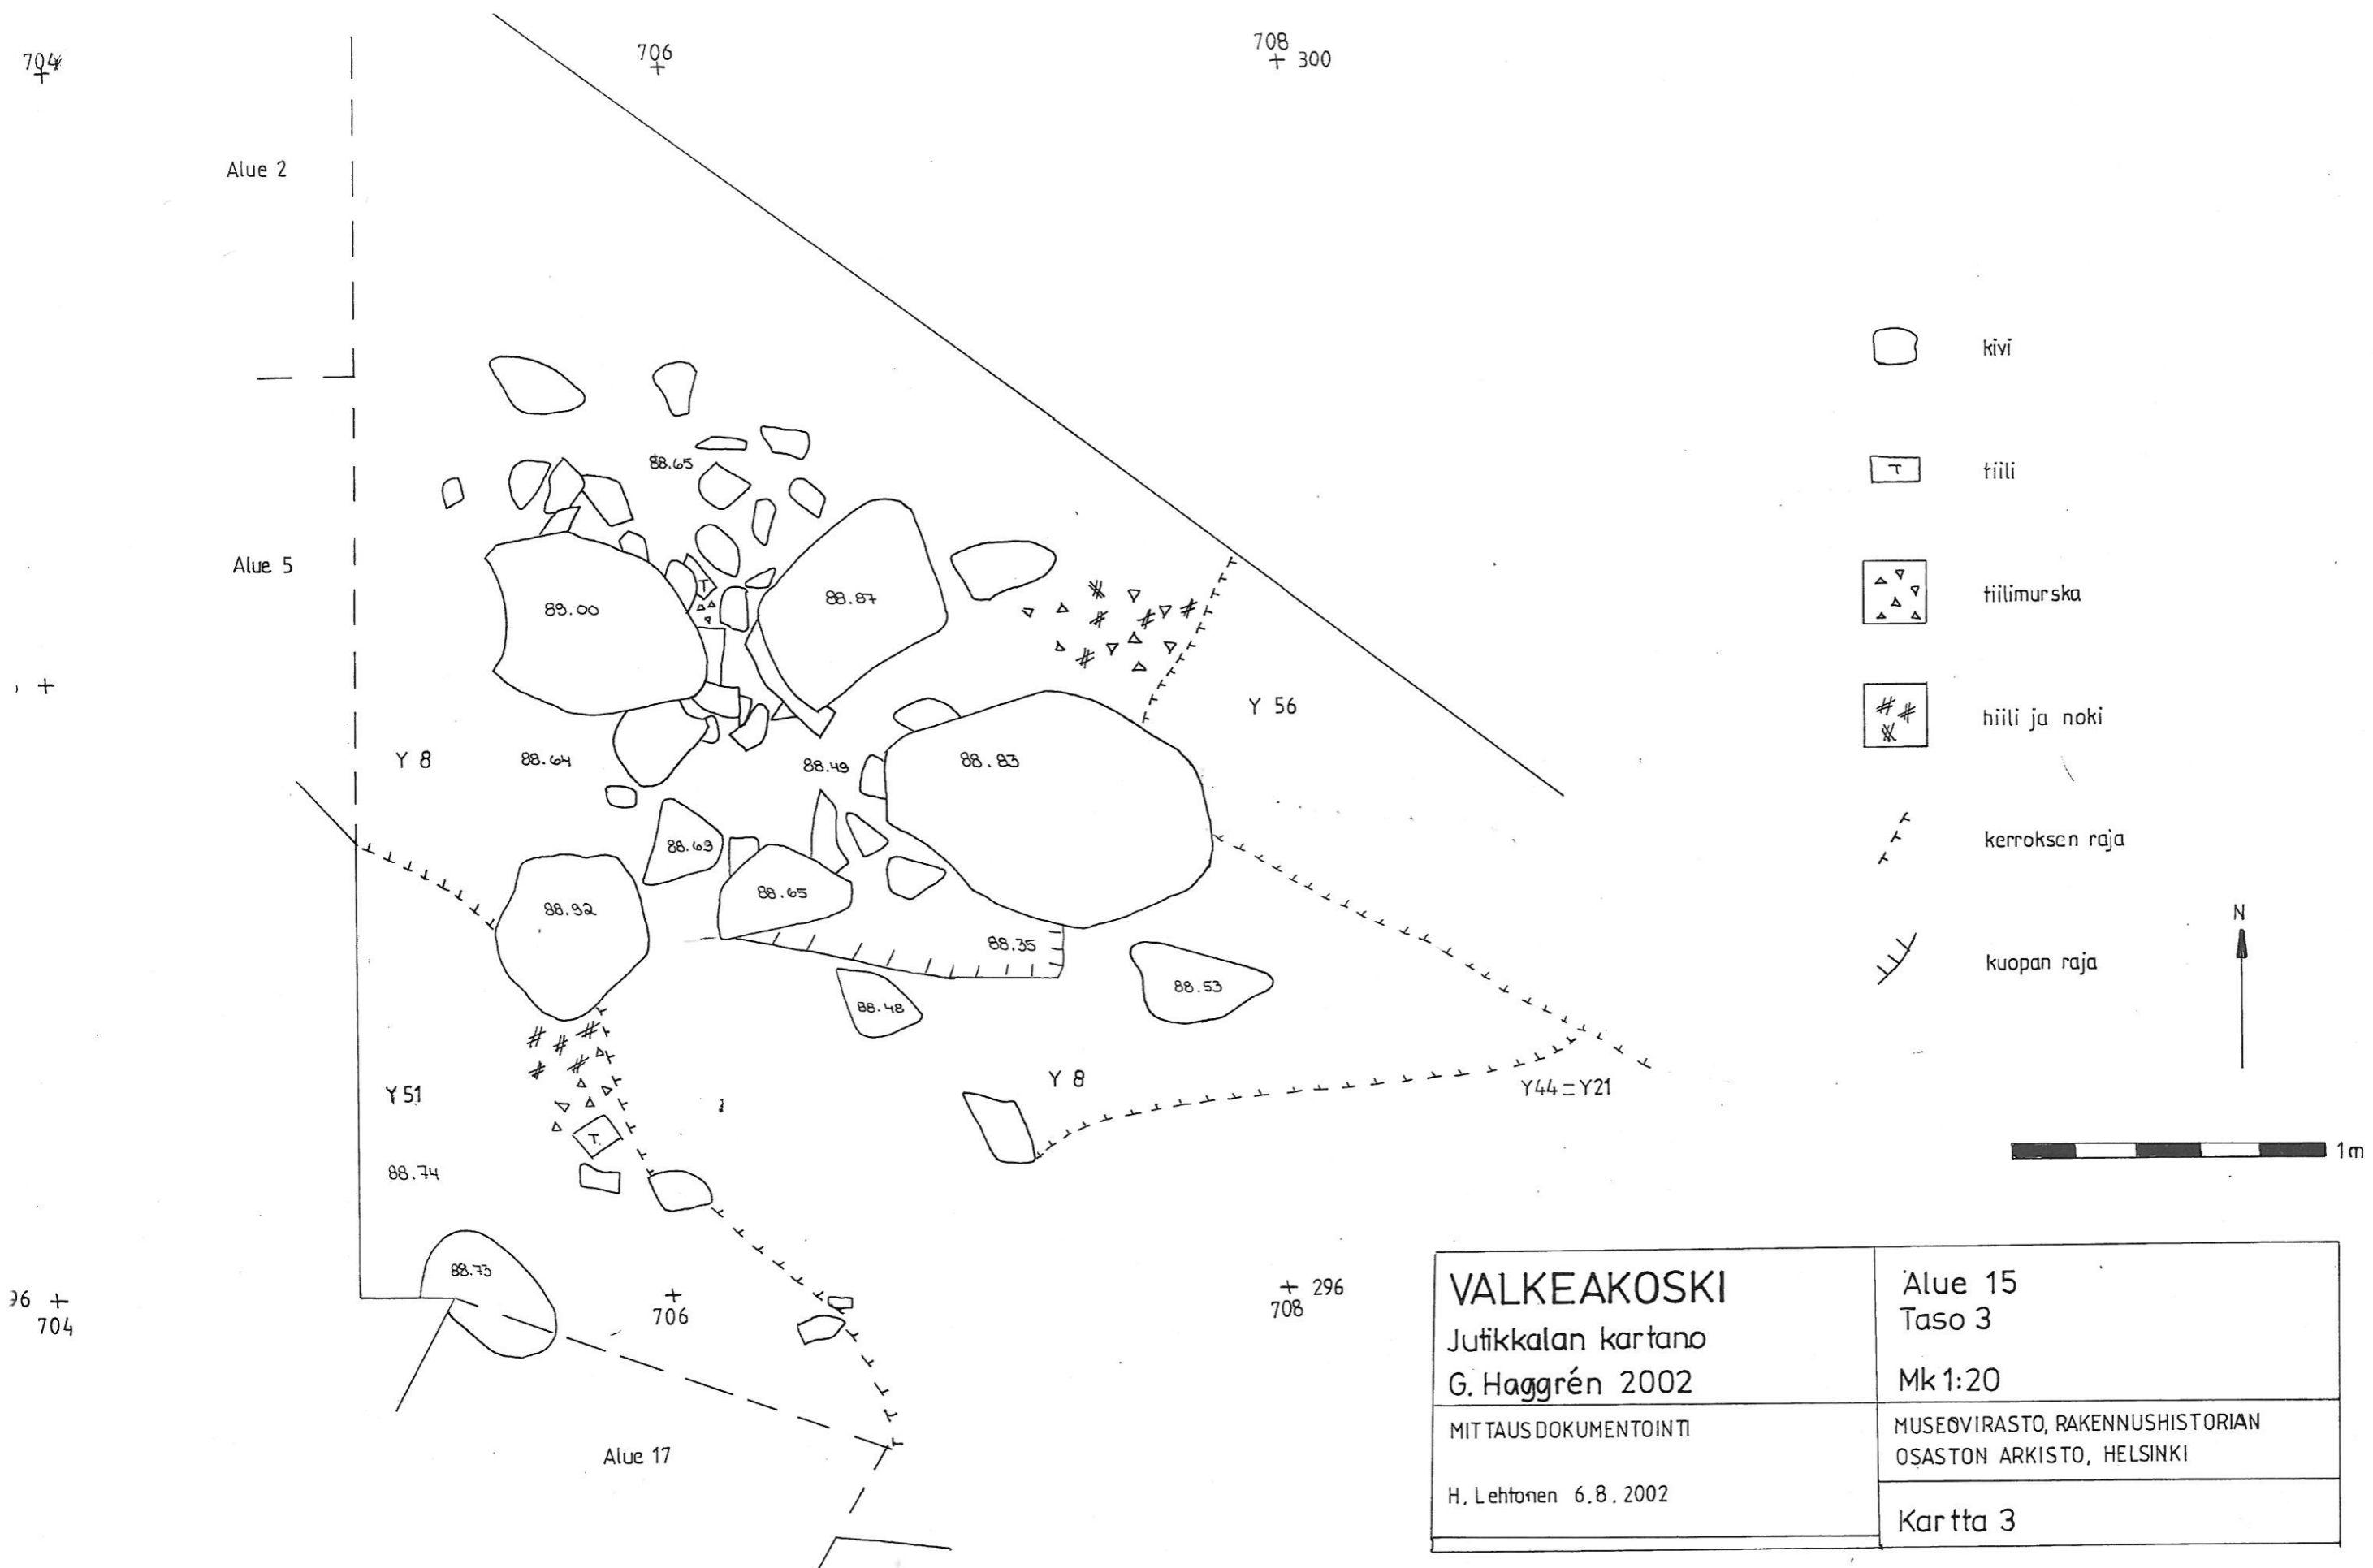 704
706
708
300
Alue 2
88.65
Alue 5
89.00
T
88.87
Y 56
Y 8
88.64
88.49
88.83
88.69
88.92
88.65
88.35
88.48
88.53
Y 51
Y 8
Y44=Y21
T
88.74
88.73
96
704
706
296
708
Alue 17
kivi
T
tiili
tiilimurska
hiili ja noki
kerroksen raja
kuopan raja
N
1m
VALKEAKOSKI
Jutikkalan kartano
G. Haggrén 2002
MITTAUSDOKUMENTOINTI
H. Lehtonen 6.8.2002
Alue 15
Taso 3
Mk 1:20
MUSEOVIRASTO, RAKENNUSHISTORIAN
OSASTON ARKISTO, HELSINKI
Kartta 3